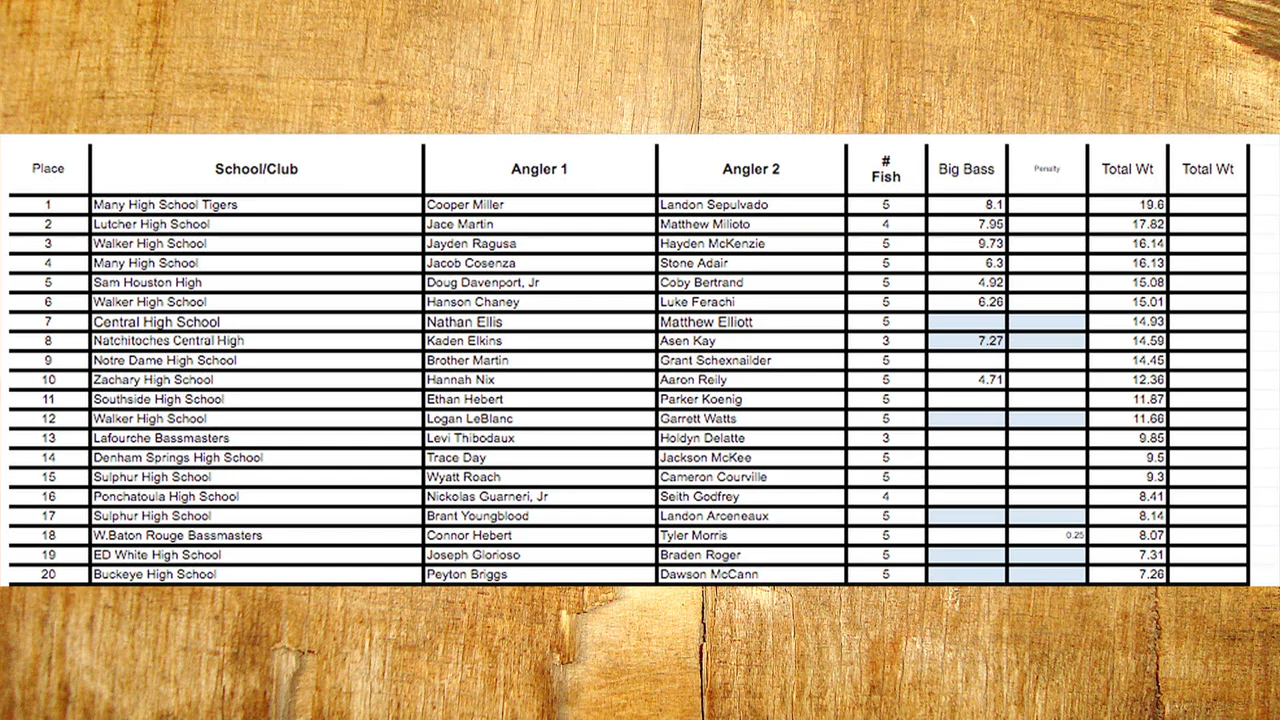 Place School/Club Angler 1 Angler 2 # Fish Big Bass Penalty Total Wt Total Wt
1 Many High School Tigers Cooper Miller Landon Sepulvado 5 8.1 19.6
2 Lutcher High School Jace Martin Matthew Milioto 4 7.95 17.82
3 Walker High School Jayden Ragusa Hayden McKenzie 5 9.73 16.14
4 Many High School Jacob Cosenza Stone Adair 5 6.3 16.13
5 Sam Houston High Doug Davenport, Jr Coby Bertrand 5 4.92 15.08
6 Walker High School Hanson Chaney Luke Ferachi 5 6.26 15.01
7 Central High School Nathan Ellis Matthew Elliott 5 14.93
8 Natchitoches Central High Kaden Elkins Asen Kay 3 7.27 14.59
9 Notre Dame High School Brother Martin Grant Schexnailder 5 14.45
10 Zachary High School Hannah Nix Aaron Reily 5 4.71 12.36
11 Southside High School Ethan Hebert Parker Koenig 5 11.87
12 Walker High School Logan LeBlanc Garrett Watts 5 11.66
13 Lafourche Bassmasters Levi Thibodaux Holdyn Delatte 3 9.85
14 Denham Springs High School Trace Day Jackson McKee 5 9.5
15 Sulphur High School Wyatt Roach Cameron Courville 5 9.3
16 Ponchatoula High School Nickolas Guarneri, Jr Seith Godfrey 4 8.41
17 Sulphur High School Brant Youngblood Landon Arceneaux 5 8.14
18 W.Baton Rouge Bassmasters Connor Hebert Tyler Morris 5 0.25 8.07
19 ED White High School Joseph Glorioso Braden Roger 5 7.31
20 Buckeye High School Peyton Briggs Dawson McCann 5 7.26